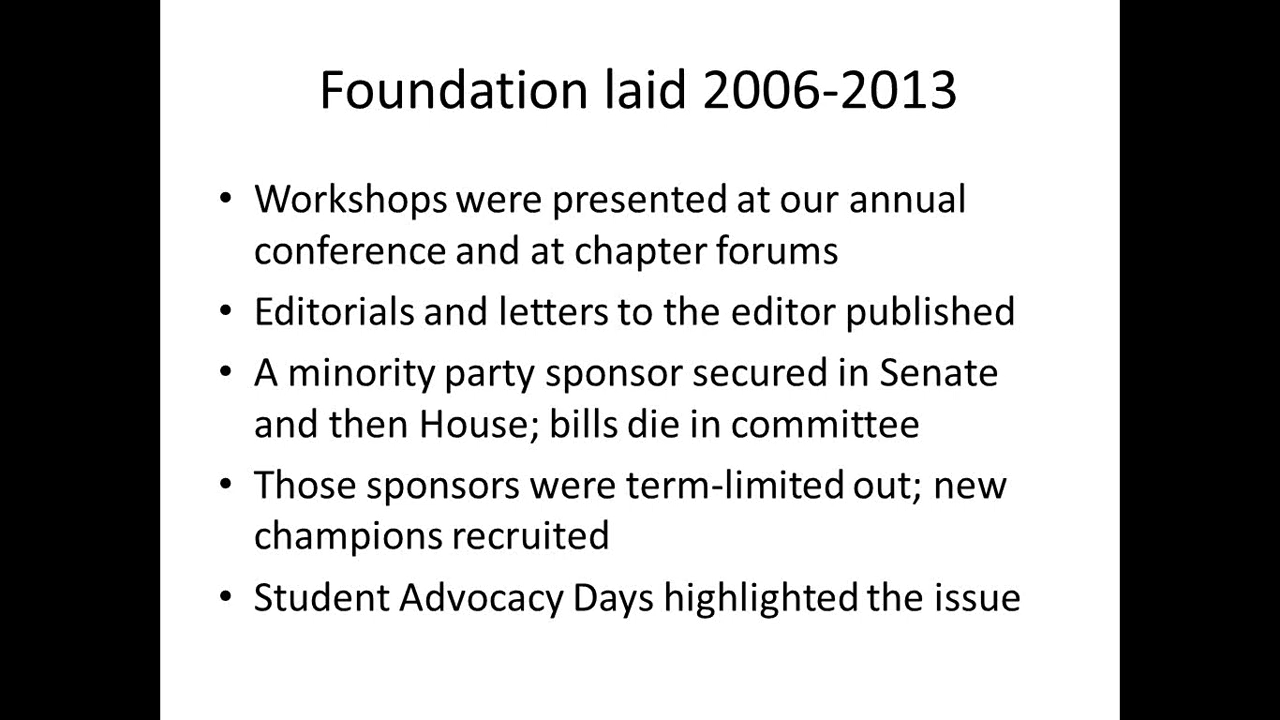 Foundation laid 2006-2013
• Workshops were presented at our annual
conference and at chapter forums
• Editorials and letters to the editor published
• A minority party sponsor secured in Senate
and then House; bills die in committee
• Those sponsors were term-limited out; new
champions recruited
• Student Advocacy Days highlighted the issue